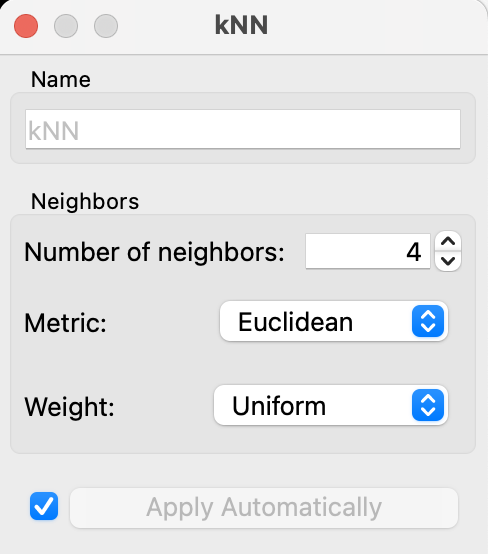 kNN
Name
kNN
Neighbors
Number of neighbors: 4
Metric: Euclidean
Weight: Uniform
Apply Automatically